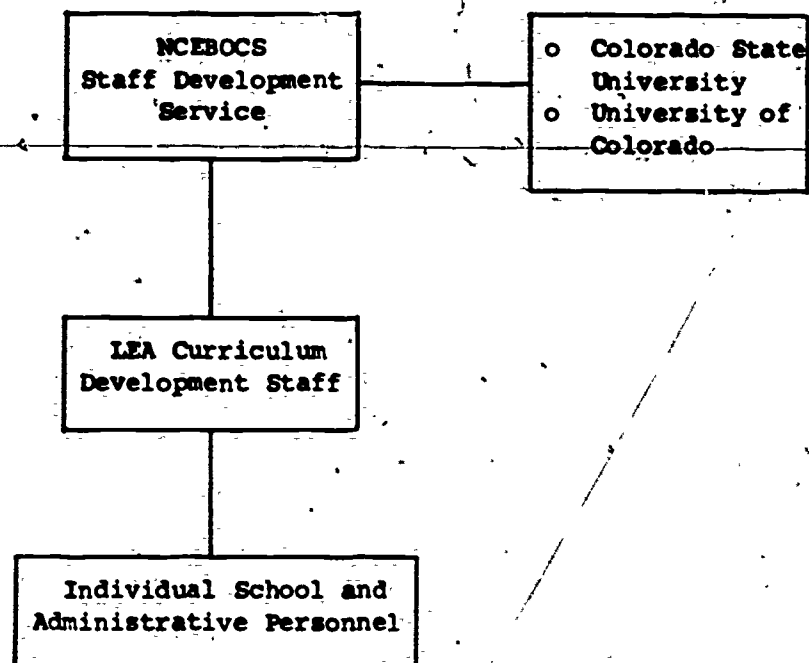 NCEBOCS
Staff Development
Service
o Colorado State
University
o University of
Colorado
LEA Curriculum
Development Staff
Individual School and
Administrative Personnel